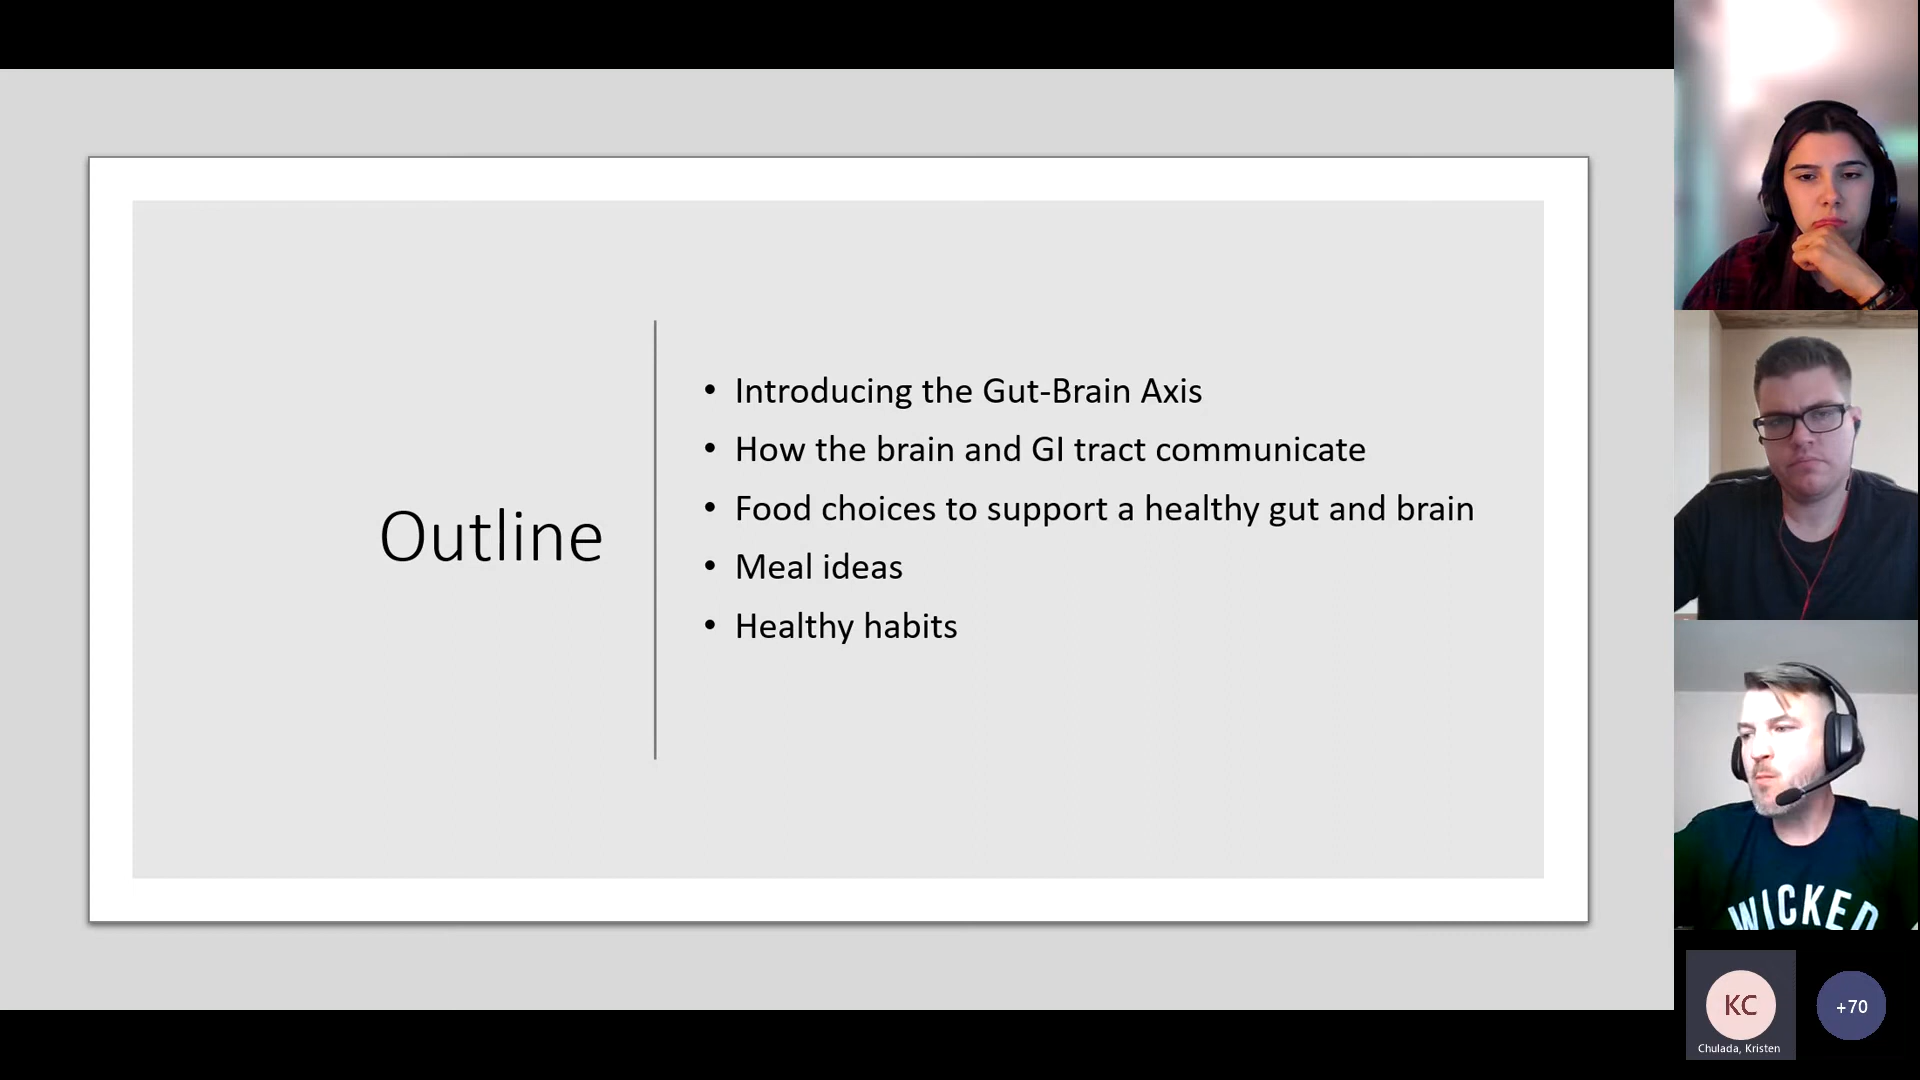 Outline
• Introducing the Gut-Brain Axis
• How the brain and GI tract communicate
• Food choices to support a healthy gut and brain
• Meal ideas
• Healthy habits
WICKED
KC
Chulada, Kristen
+70